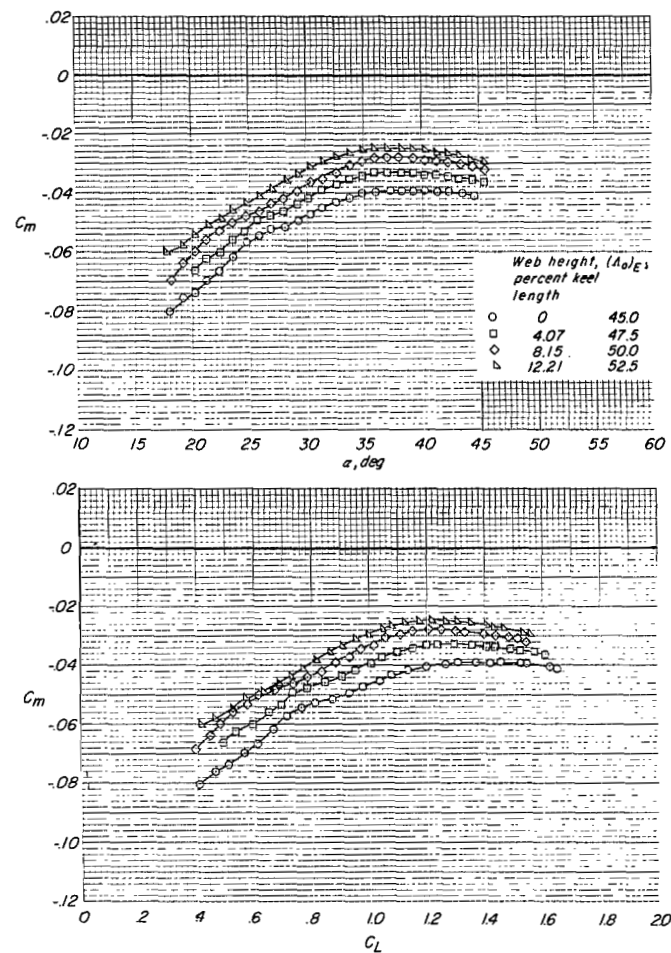 .02
0
-.02
-.04
Cm
-.06
-.08
-.10
-.12
10 15 20 25 30 35 40 45 50 55 60
α, deg
Web height, (Λo)E,
percent keel
length
0 45.0
4.07 47.5
8.15 50.0
12.21 52.5
.02
0
-.02
-.04
Cm
-.06
-.08
-.10
-.12
0 .2 .4 .6 .8 1.0 1.2 1.4 1.6 1.8 2.0
CL